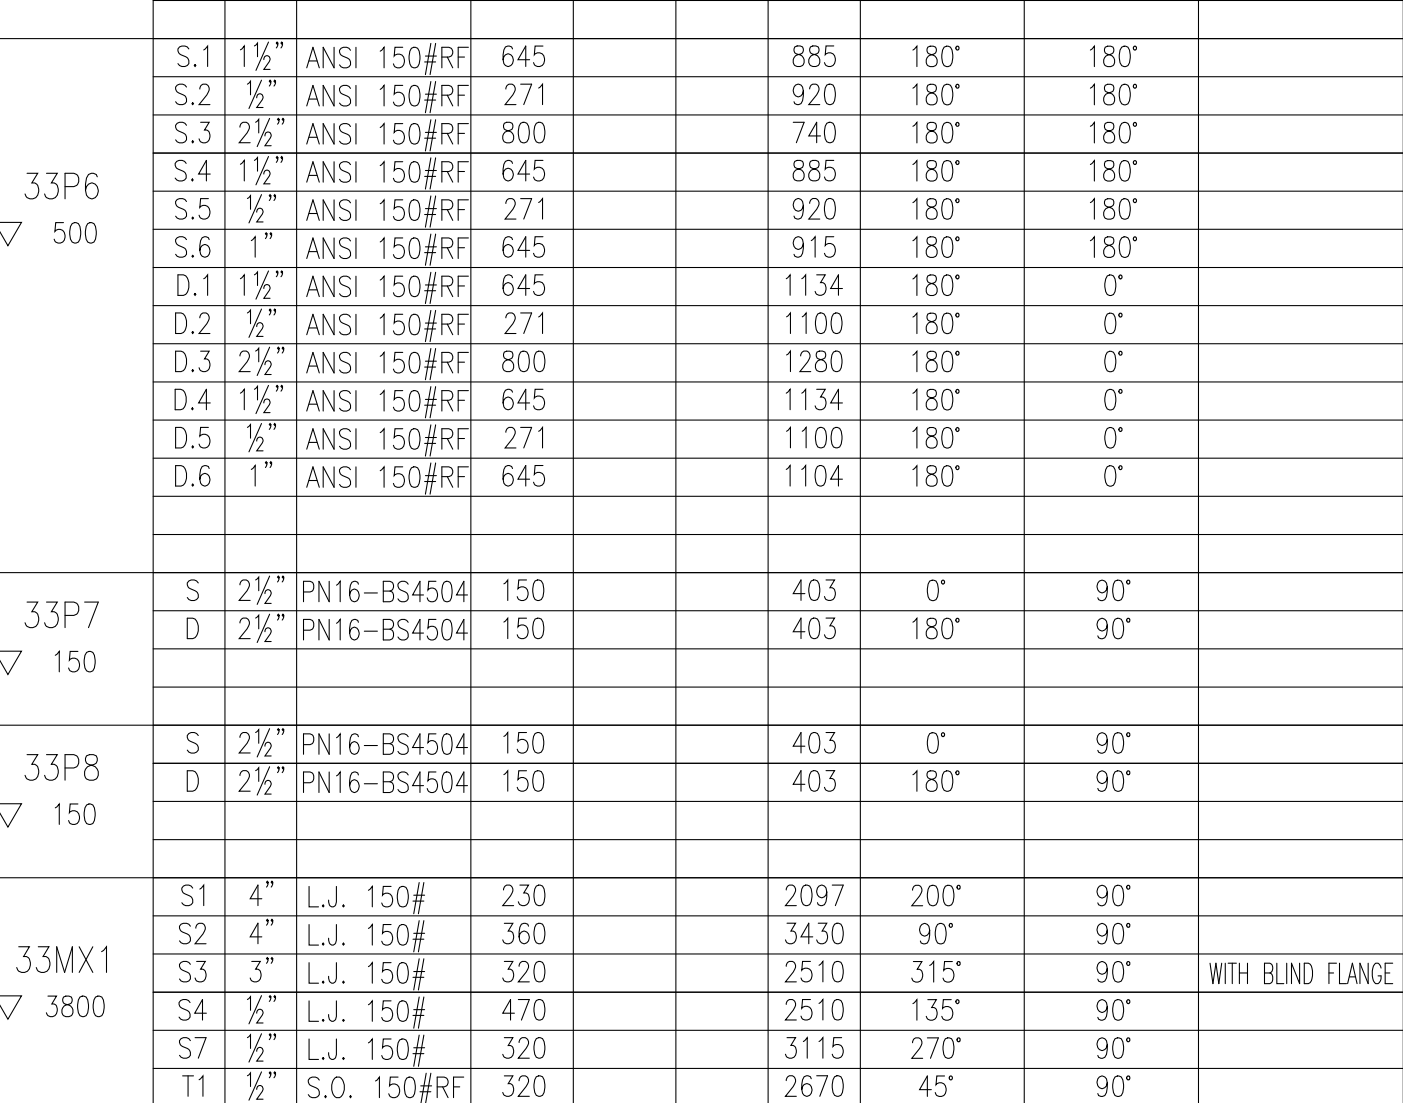 S.1 1½" ANSI 150#RF 645 885 180° 180°
S.2 ½" ANSI 150#RF 271 920 180° 180°
S.3 2½" ANSI 150#RF 800 740 180° 180°
S.4 1½" ANSI 150#RF 645 885 180° 180°
33P6
S.5 ½" ANSI 150#RF 271 920 180° 180°
▽ 500
S.6 1" ANSI 150#RF 645 915 180° 180°
D.1 1½" ANSI 150#RF 645 1134 180° 0°
D.2 ½" ANSI 150#RF 271 1100 180° 0°
D.3 2½" ANSI 150#RF 800 1280 180° 0°
D.4 1½" ANSI 150#RF 645 1134 180° 0°
D.5 ½" ANSI 150#RF 271 1100 180° 0°
D.6 1" ANSI 150#RF 645 1104 180° 0°
S 2½" PN16-BS4504 150 403 0° 90°
33P7
D 2½" PN16-BS4504 150 403 180° 90°
▽ 150
S 2½" PN16-BS4504 150 403 0° 90°
33P8
D 2½" PN16-BS4504 150 403 180° 90°
▽ 150
S1 4" L.J. 150# 230 2097 200° 90°
S2 4" L.J. 150# 360 3430 90° 90°
33MX1
S3 3" L.J. 150# 320 2510 315° 90° WITH BLIND FLANGE
▽ 3800
S4 ½" L.J. 150# 470 2510 135° 90°
S7 ½" L.J. 150# 320 3115 270° 90°
T1 ½" S.O. 150#RF 320 2670 45° 90°